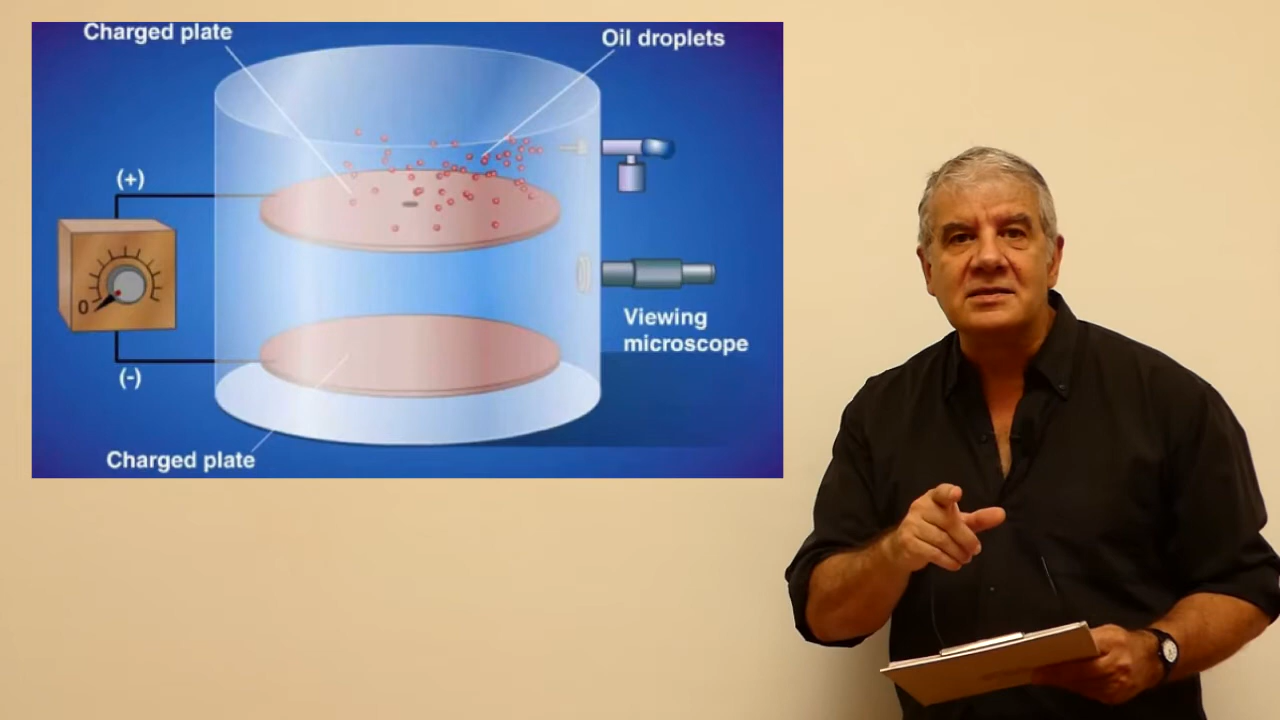 Charged plate
Oil droplets
(+)
0
Viewing
microscope
(-)
Charged plate